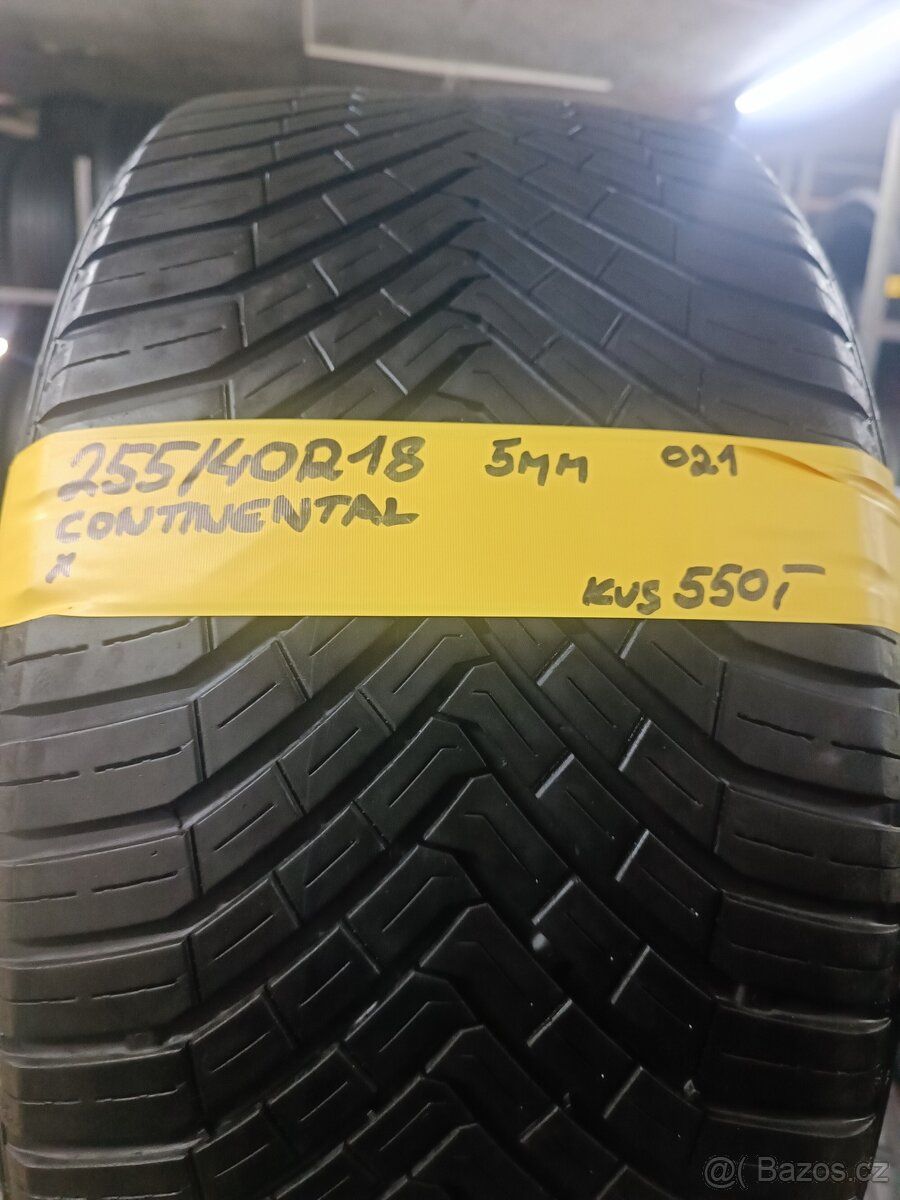 255/40R18 5MM 021
CONTINENTAL
x
KUS 550,-
@( Bazos.cz